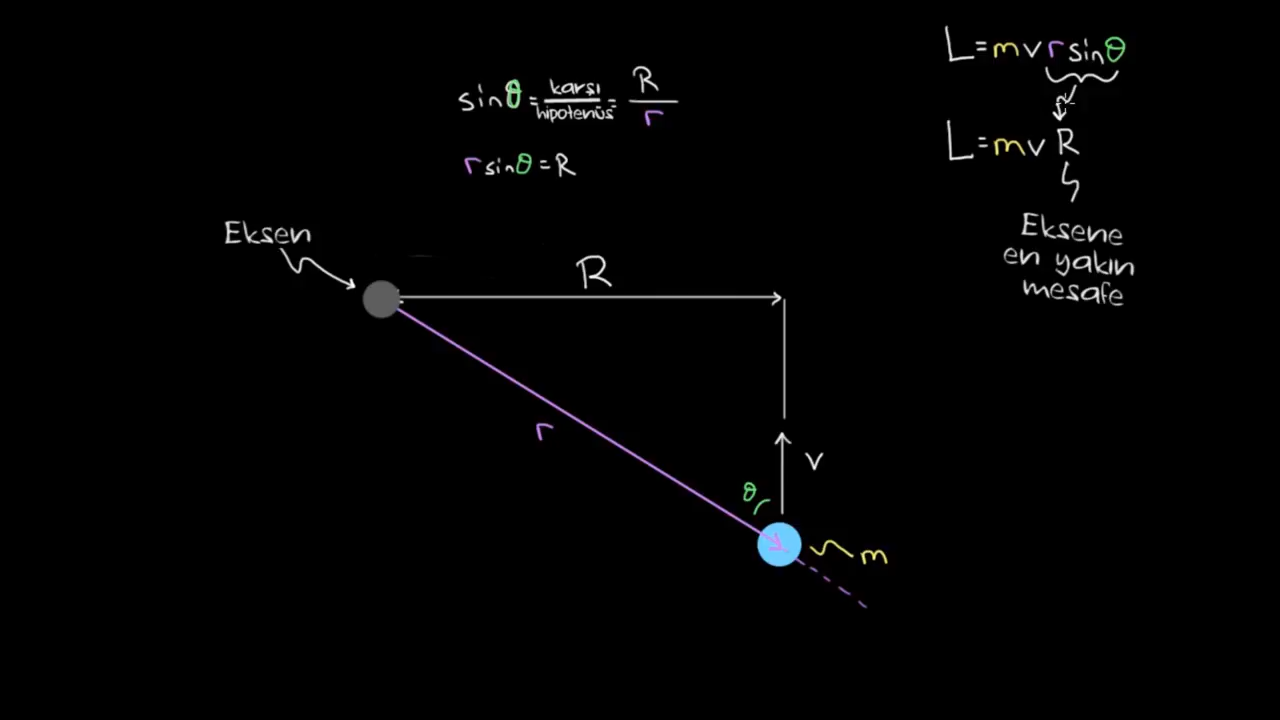 L=mvrsinθ
sinθ=karşı/hipotenüs=R/r
L=mvR
rsinθ=R
Eksene
en yakın
mesafe
Eksen
R
r
v
θ
m